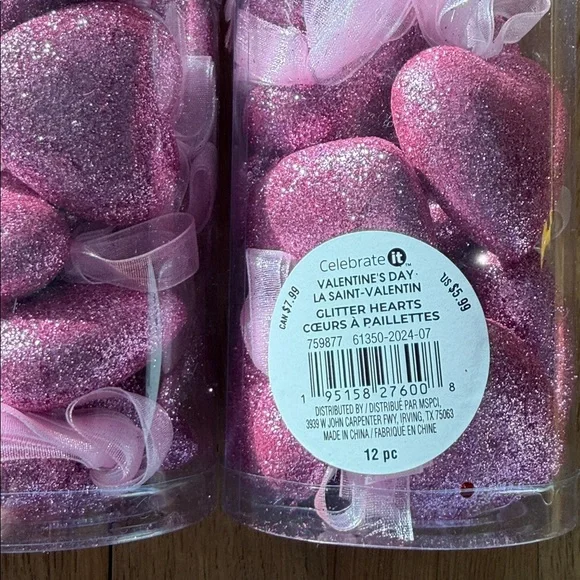 Celebrate it™
VALENTINE'S DAY
LA SAINT-VALENTIN
CAN $7.99
US $5.99
GLITTER HEARTS
CŒURS À PAILLETTES
759877 61350-2024-07
1 95158 27600 8
DISTRIBUTED BY / DISTRIBUÉ PAR MSPCI,
3939 W JOHN CARPENTER FWY, IRVING, TX 75063
MADE IN CHINA / FABRIQUÉ EN CHINE
12 pc